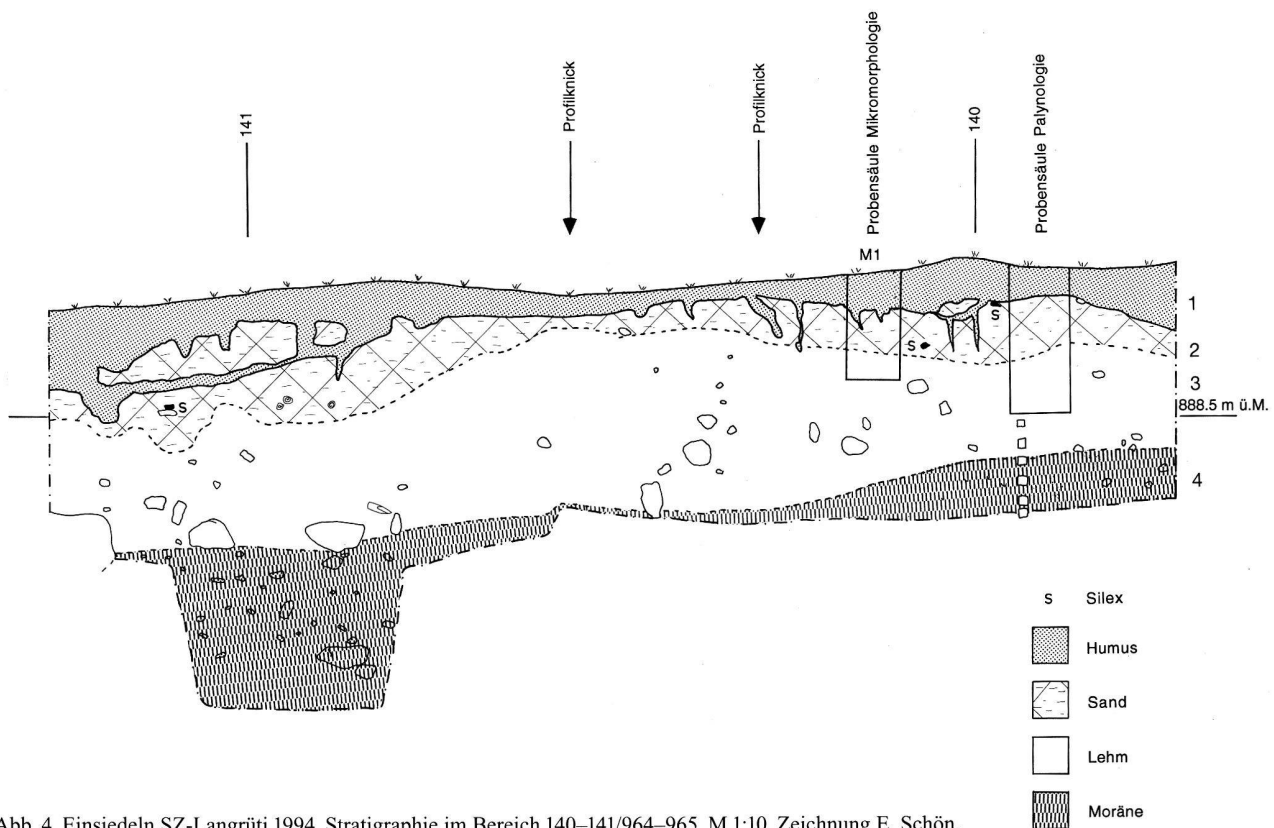 141
Profilknick
Profilknick
Probensäule Mikromorphologie
140
Probensäule Palynologie
M1
1
s
2
s
3
s
888.5 m ü.M.
4
s Silex
Humus
Sand
Lehm
Moräne
Abb. 4. Einsiedeln SZ-Langrüti 1994. Stratigraphie im Bereich 140–141/964–965. M 1:10. Zeichnung E. Schön.